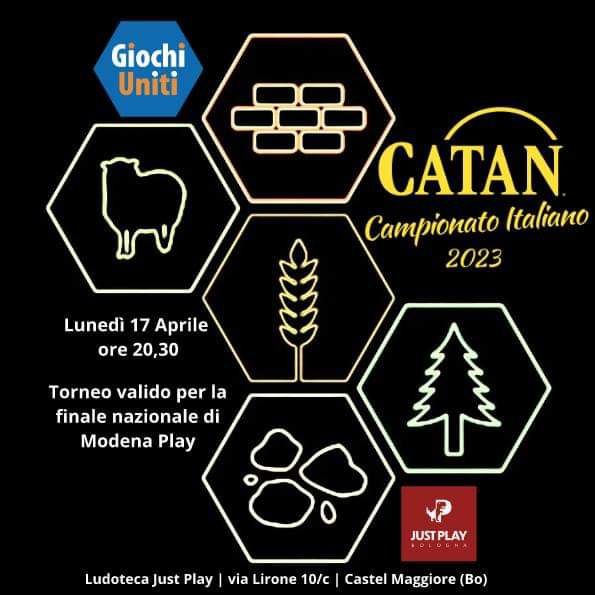 Giochi
Uniti
CATAN
Campionato Italiano
2023
Lunedì 17 Aprile
ore 20,30
Torneo valido per la
finale nazionale di
Modena Play
JUST PLAY
BOLOGNA
Ludoteca Just Play | via Lirone 10/c | Castel Maggiore (Bo)